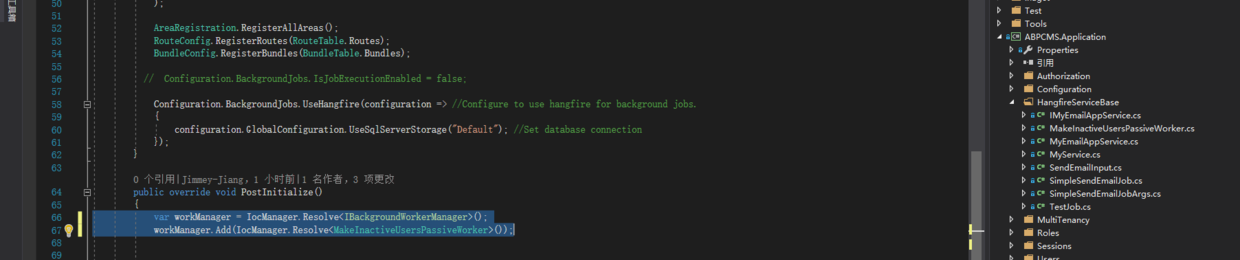 工具箱
50
);
51
52
AreaRegistration.RegisterAllAreas();
53
RouteConfig.RegisterRoutes(RouteTable.Routes);
54
BundleConfig.RegisterBundles(BundleTable.Bundles);
55
56
//  Configuration.BackgroundJobs.IsJobExecutionEnabled = false;
57
58
Configuration.BackgroundJobs.UseHangfire(configuration => //Configure to use hangfire for background jobs.
59
{
60
configuration.GlobalConfiguration.UseSqlServerStorage("Default"); //Set database connection
61
});
62
}
63
0 个引用|Jimmey-Jiang, 1 小时前|1 名作者, 3 项更改
64
public override void PostInitialize()
65
{
66
var workManager = IocManager.Resolve<IBackgroundWorkerManager>();
67
workManager.Add(IocManager.Resolve<MakeInactiveUsersPassiveWorker>());
68
69
Images
Test
Tools
ABPCMS.Application
Properties
引用
Authorization
Configuration
HangfireServiceBase
IMyEmailAppService.cs
MakeInactiveUsersPassiveWorker.cs
MyEmailAppService.cs
MyService.cs
SendEmailInput.cs
SimpleSendEmailJob.cs
SimpleSendEmailJobArgs.cs
TestJob.cs
MultiTenancy
Roles
Sessions
Users